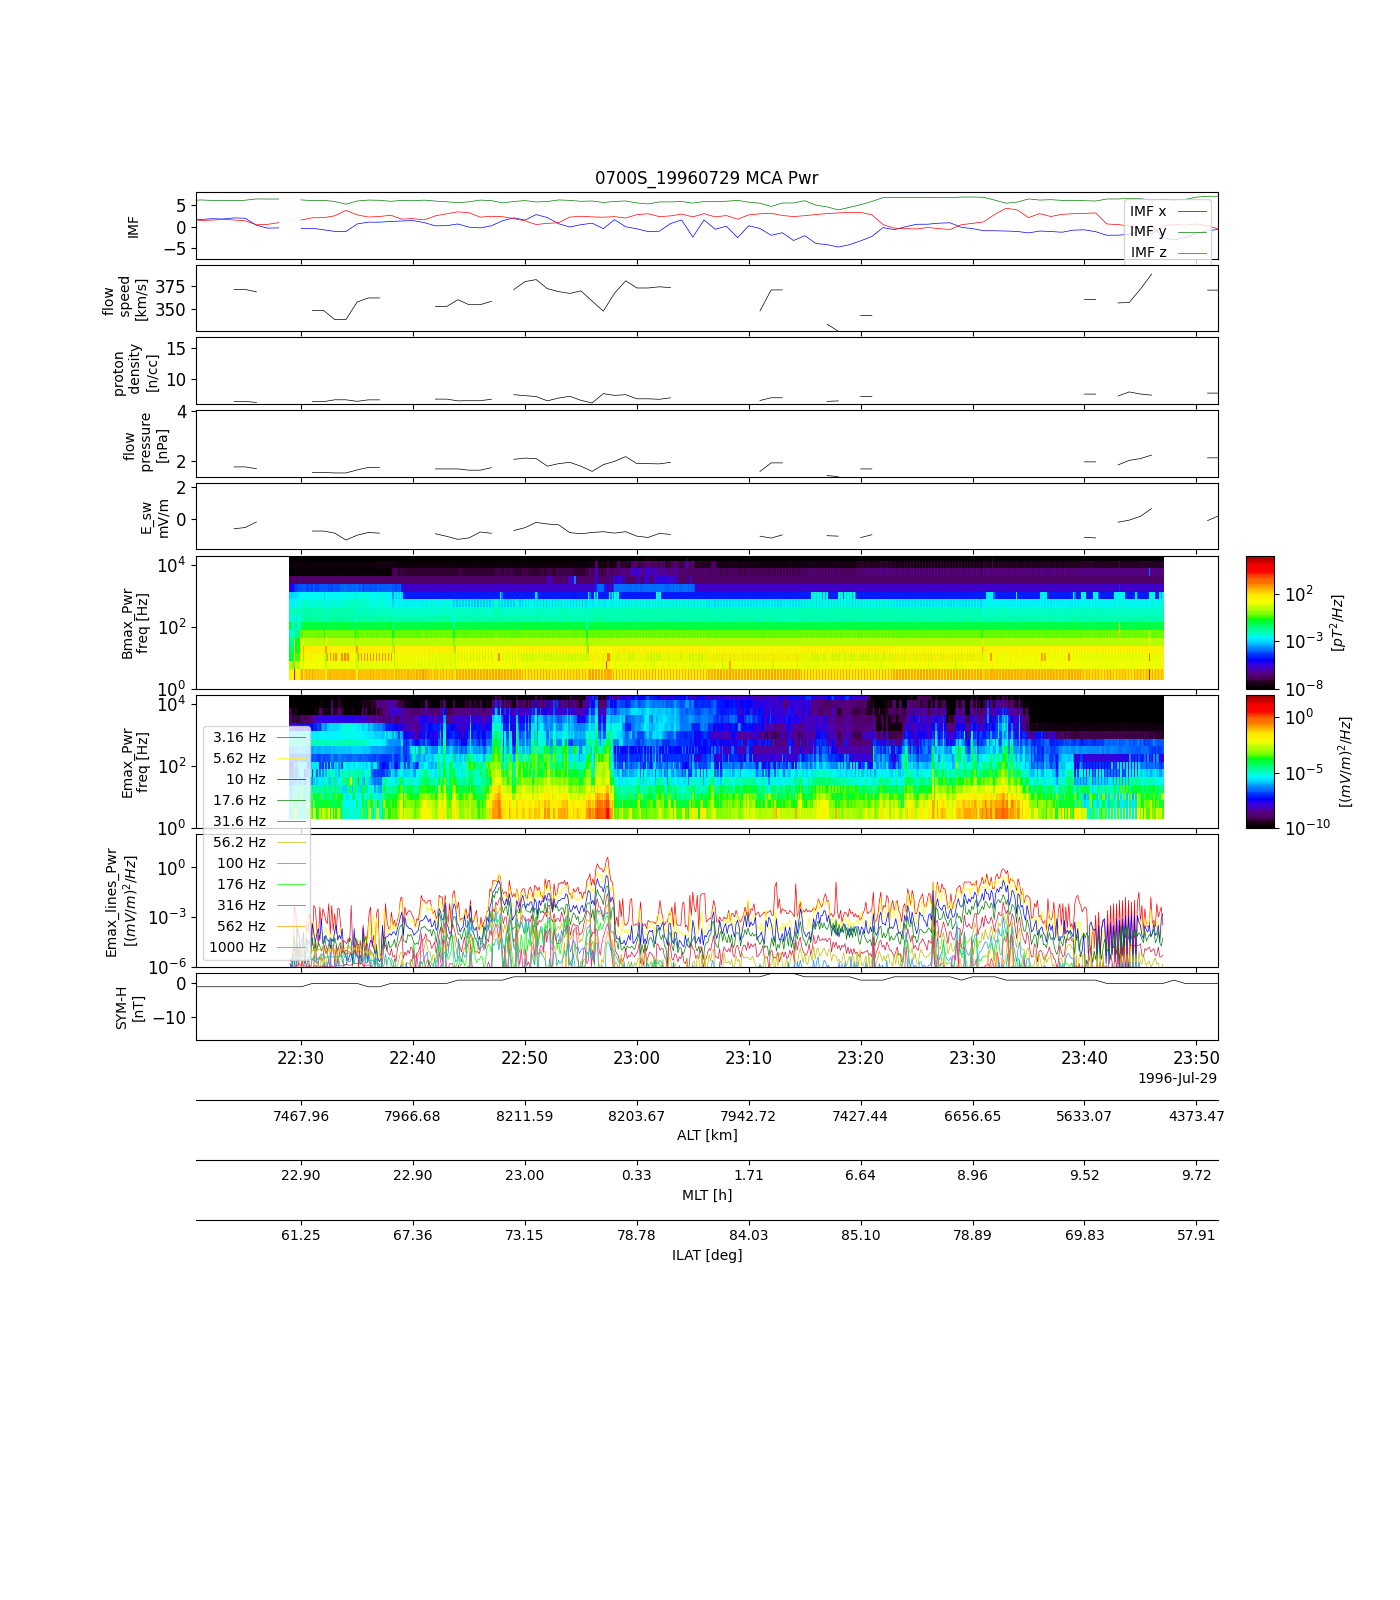 0700S_19960729 MCA Pwr
IMF
5
0
−5
IMF x
IMF y
IMF z
flow
speed
[km/s]
375
350
proton
density
[n/cc]
15
10
flow
pressure
[nPa]
4
2
E_sw
mV/m
2
0
Bmax_Pwr
freq [Hz]
10^4
10^2
10^0
10^2
10^−3
10^−8
[pT^2/Hz]
Emax_Pwr
freq [Hz]
10^4
10^2
10^0
10^0
10^−5
10^−10
[(mV/m)^2/Hz]
3.16 Hz
5.62 Hz
10 Hz
17.6 Hz
31.6 Hz
56.2 Hz
100 Hz
176 Hz
316 Hz
562 Hz
1000 Hz
Emax_lines_Pwr
[(mV/m)^2/Hz]
10^0
10^−3
10^−6
SYM-H
[nT]
0
−10
22:30 22:40 22:50 23:00 23:10 23:20 23:30 23:40 23:50
1996-Jul-29
7467.96 7966.68 8211.59 8203.67 7942.72 7427.44 6656.65 5633.07 4373.47
ALT [km]
22.90 22.90 23.00 0.33 1.71 6.64 8.96 9.52 9.72
MLT [h]
61.25 67.36 73.15 78.78 84.03 85.10 78.89 69.83 57.91
ILAT [deg]